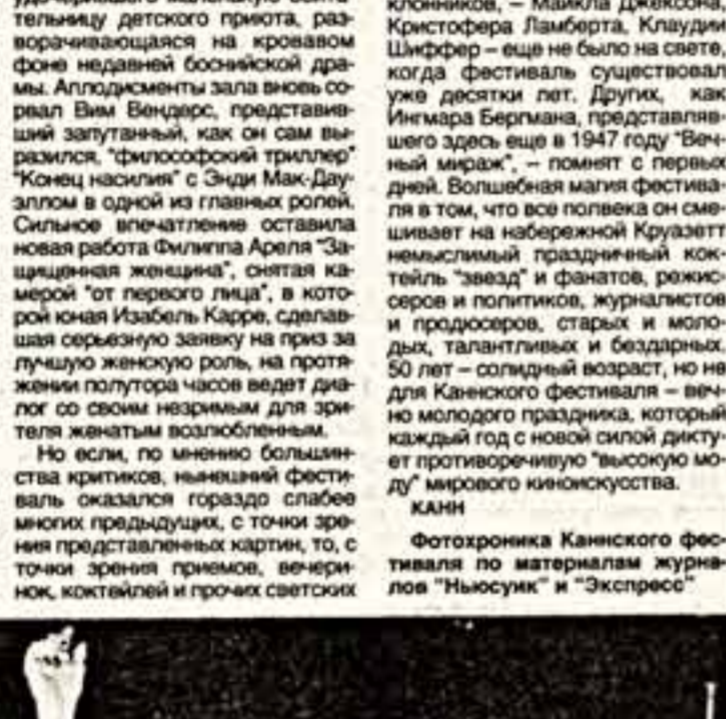 удочерившего маленькую обита-
тельницу детского приюта, раз-
ворачивающаяся на кровавом
фоне недавней боснийской дра-
мы. Аплодисменты зала вновь со-
рвал Вим Вендерс, представив-
ший запутанный, как он сам вы-
разился, "философский триллер"
"Конец насилия" с Энди Мак-Дау-
эллом в одной из главных ролей.
Сильное впечатление оставила
новая работа Филиппа Ареля "За-
щищенная женщина", снятая ка-
мерой "от первого лица", в кото-
рой юная Изабель Карре, сделав-
шая серьезную заявку на приз за
лучшую женскую роль, на протя-
жении полутора часов ведет диа-
лог со своим незримым для зри-
теля женатым возлюбленным.
Но если, по мнению большин-
ства критиков, нынешний фести-
валь оказался гораздо слабее
многих предыдущих, с точки зре-
ния представленных картин, то, с
точки зрения приемов, вечери-
нок, коктейлей и прочих светских
клонников, – Майкла Джексона,
Кристофера Ламберта, Клаудии
Шиффер – еще не было на свете,
когда фестиваль существовал
уже десятки лет. Других, как
Ингмара Бергмана, представляв-
шего здесь еще в 1947 году "Веч-
ный мираж", – помнят с первых
дней. Волшебная магия фестива-
ля в том, что все полвека он сме-
шивает на набережной Круазетт
немыслимый праздничный кок-
тейль "звезд" и фанатов, режис-
серов и политиков, журналистов
и продюсеров, старых и моло-
дых, талантливых и бездарных.
50 лет – солидный возраст, но не
для Каннского фестиваля – веч-
но молодого праздника, который
каждый год с новой силой дикту-
ет противоречивую "высокую мо-
ду" мирового киноискусства.
КАНН
Фотохроника Каннского фес-
тиваля по материалам журна-
лов "Ньюсуик" и "Экспресс"